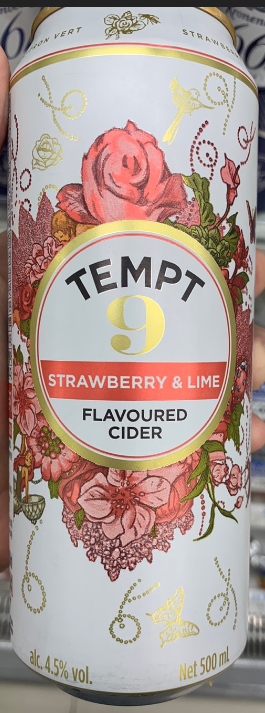 TEMPT
9
STRAWBERRY & LIME
FLAVOURED
CIDER
alc. 4.5% vol.
Net 500 mL